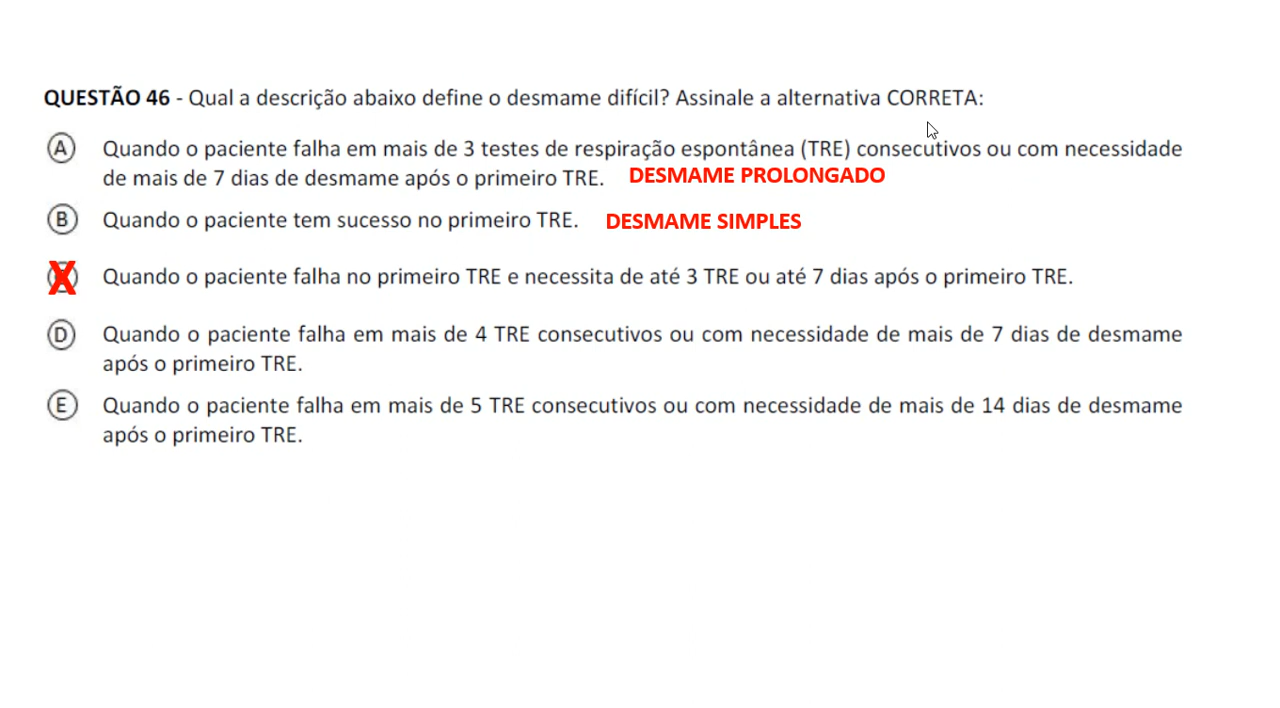 QUESTÃO 46 - Qual a descrição abaixo define o desmame difícil? Assinale a alternativa CORRETA:
A Quando o paciente falha em mais de 3 testes de respiração espontânea (TRE) consecutivos ou com necessidade
de mais de 7 dias de desmame após o primeiro TRE. DESMAME PROLONGADO
B Quando o paciente tem sucesso no primeiro TRE. DESMAME SIMPLES
X Quando o paciente falha no primeiro TRE e necessita de até 3 TRE ou até 7 dias após o primeiro TRE.
D Quando o paciente falha em mais de 4 TRE consecutivos ou com necessidade de mais de 7 dias de desmame
após o primeiro TRE.
E Quando o paciente falha em mais de 5 TRE consecutivos ou com necessidade de mais de 14 dias de desmame
após o primeiro TRE.